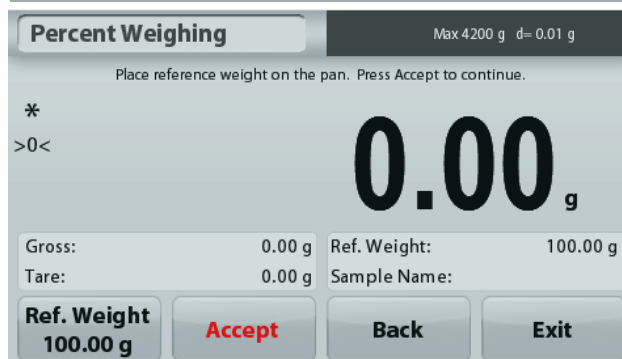 Percent Weighing
Max 4200 g d= 0.01 g
Place reference weight on the pan. Press Accept to continue.
*
>0<
0.00 g
Gross: 0.00 g
Ref. Weight: 100.00 g
Tare: 0.00 g
Sample Name:
Ref. Weight
100.00 g
Accept
Back
Exit